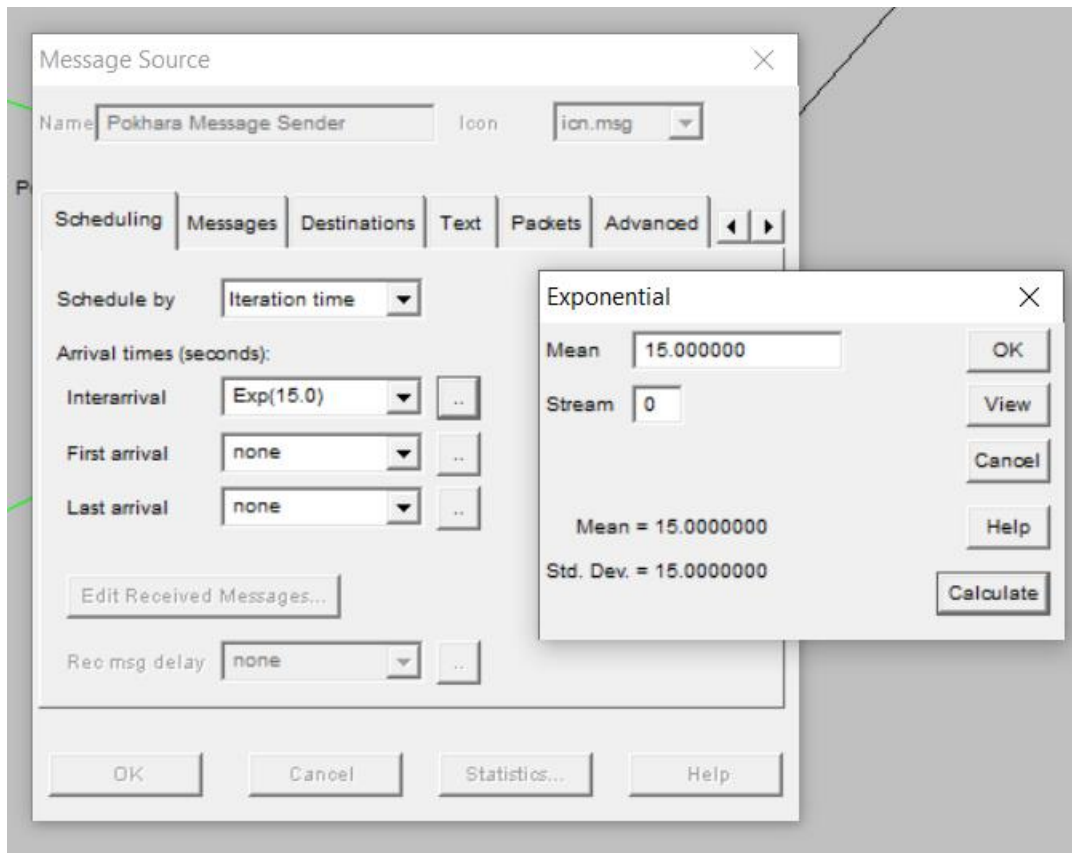 Message Source
Name Pokhara Message Sender Icon icn.msg
Scheduling Messages Destinations Text Packets Advanced
Schedule by Iteration time
Arrival times (seconds):
Interarrival Exp(15.0) ..
First arrival none ..
Last arrival none ..
Edit Received Messages...
Rec msg delay none ..
OK Cancel Statistics... Help
Exponential
Mean 15.000000 OK
Stream 0 View
Cancel
Mean = 15.0000000 Help
Std. Dev. = 15.0000000
Calculate